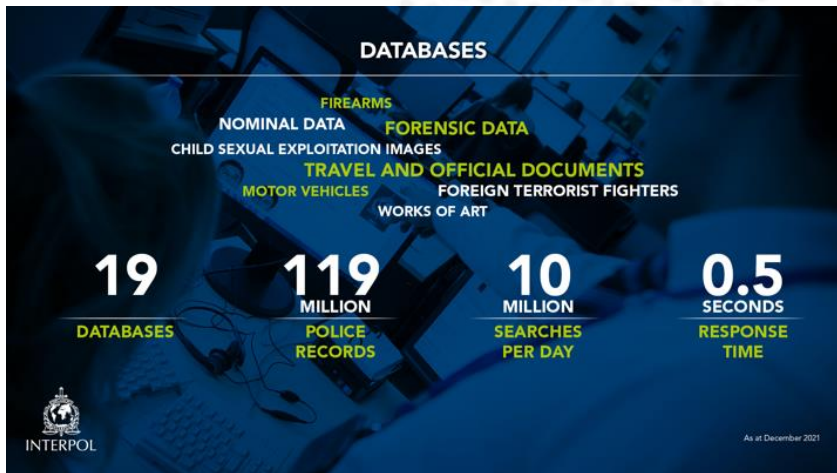 DATABASES
FIREARMS
NOMINAL DATA FORENSIC DATA
CHILD SEXUAL EXPLOITATION IMAGES
TRAVEL AND OFFICIAL DOCUMENTS
MOTOR VEHICLES FOREIGN TERRORIST FIGHTERS
WORKS OF ART
19
DATABASES
119
MILLION
POLICE
RECORDS
10
MILLION
SEARCHES
PER DAY
0.5
SECONDS
RESPONSE
TIME
INTERPOL
As at December 2021